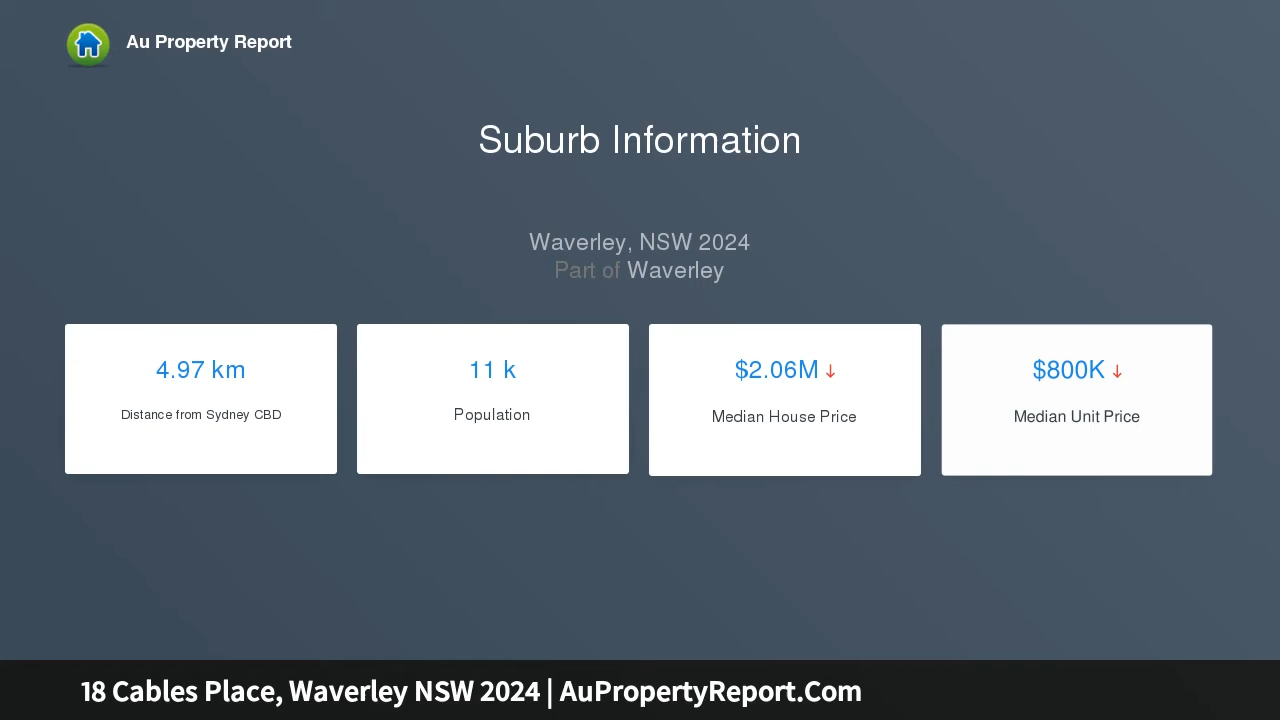 Au Property Report
Suburb Information
Waverley, NSW 2024
Part of Waverley
4.97 km
Distance from Sydney CBD
11 k
Population
$2.06M ↓
Median House Price
$800K ↓
Median Unit Price
18 Cables Place, Waverley NSW 2024 | AuPropertyReport.Com